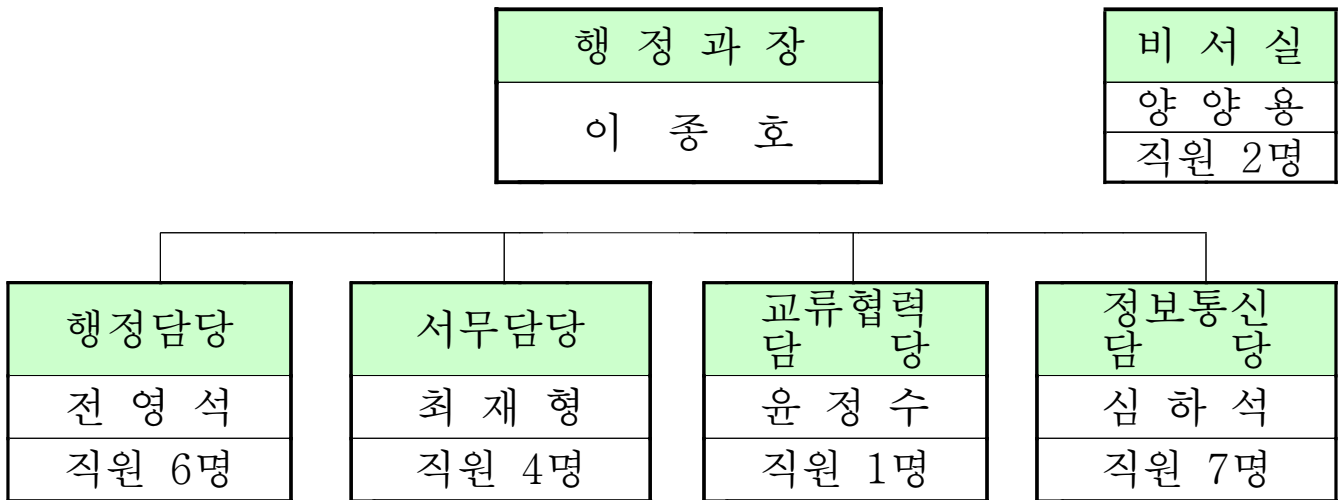 행 정 과 장
이 종 호
비 서 실
양 양 용
직원 2명
행정담당
전 영 석
직원 6명
서무담당
최 재 형
직원 4명
교류협력
담 당
윤 정 수
직원 1명
정보통신
담 당
심 하 석
직원 7명